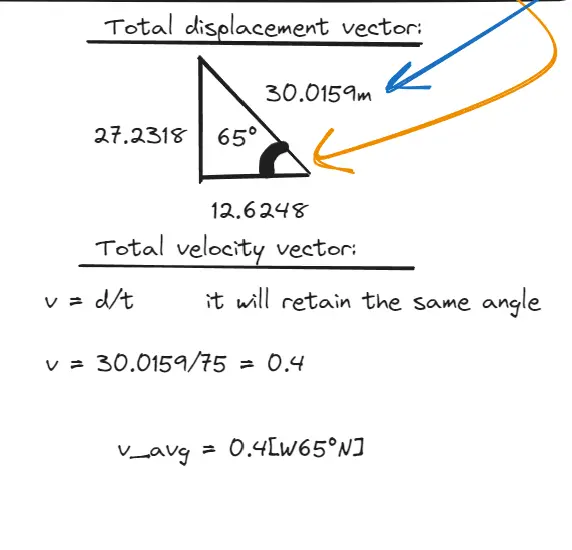 Total displacement vector:
30.0159m
27.2318
65°
12.6248
Total velocity vector:
v = d/t it will retain the same angle
v = 30.0159/75 = 0.4
v_avg = 0.4[W65°N]